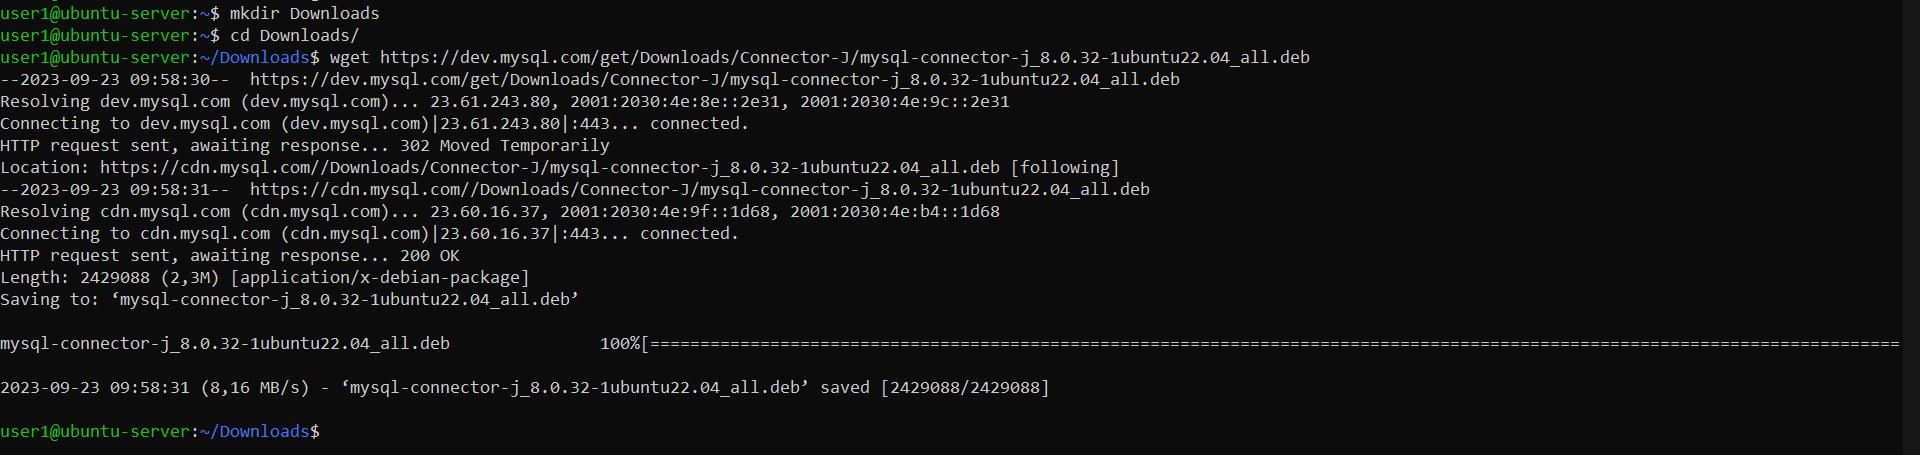 user1@ubuntu-server:~$ mkdir Downloads
user1@ubuntu-server:~$ cd Downloads/
user1@ubuntu-server:~/Downloads$ wget https://dev.mysql.com/get/Downloads/Connector-J/mysql-connector-j_8.0.32-1ubuntu22.04_all.deb
--2023-09-23 09:58:30--  https://dev.mysql.com/get/Downloads/Connector-J/mysql-connector-j_8.0.32-1ubuntu22.04_all.deb
Resolving dev.mysql.com (dev.mysql.com)... 23.61.243.80, 2001:2030:4e:8e::2e31, 2001:2030:4e:9c::2e31
Connecting to dev.mysql.com (dev.mysql.com)|23.61.243.80|:443... connected.
HTTP request sent, awaiting response... 302 Moved Temporarily
Location: https://cdn.mysql.com//Downloads/Connector-J/mysql-connector-j_8.0.32-1ubuntu22.04_all.deb [following]
--2023-09-23 09:58:31--  https://cdn.mysql.com//Downloads/Connector-J/mysql-connector-j_8.0.32-1ubuntu22.04_all.deb
Resolving cdn.mysql.com (cdn.mysql.com)... 23.60.16.37, 2001:2030:4e:9f::1d68, 2001:2030:4e:b4::1d68
Connecting to cdn.mysql.com (cdn.mysql.com)|23.60.16.37|:443... connected.
HTTP request sent, awaiting response... 200 OK
Length: 2429088 (2,3M) [application/x-debian-package]
Saving to: ‘mysql-connector-j_8.0.32-1ubuntu22.04_all.deb’
mysql-connector-j_8.0.32-1ubuntu22.04_all.deb               100%[=============================================================================================================================
2023-09-23 09:58:31 (8,16 MB/s) - ‘mysql-connector-j_8.0.32-1ubuntu22.04_all.deb’ saved [2429088/2429088]
user1@ubuntu-server:~/Downloads$